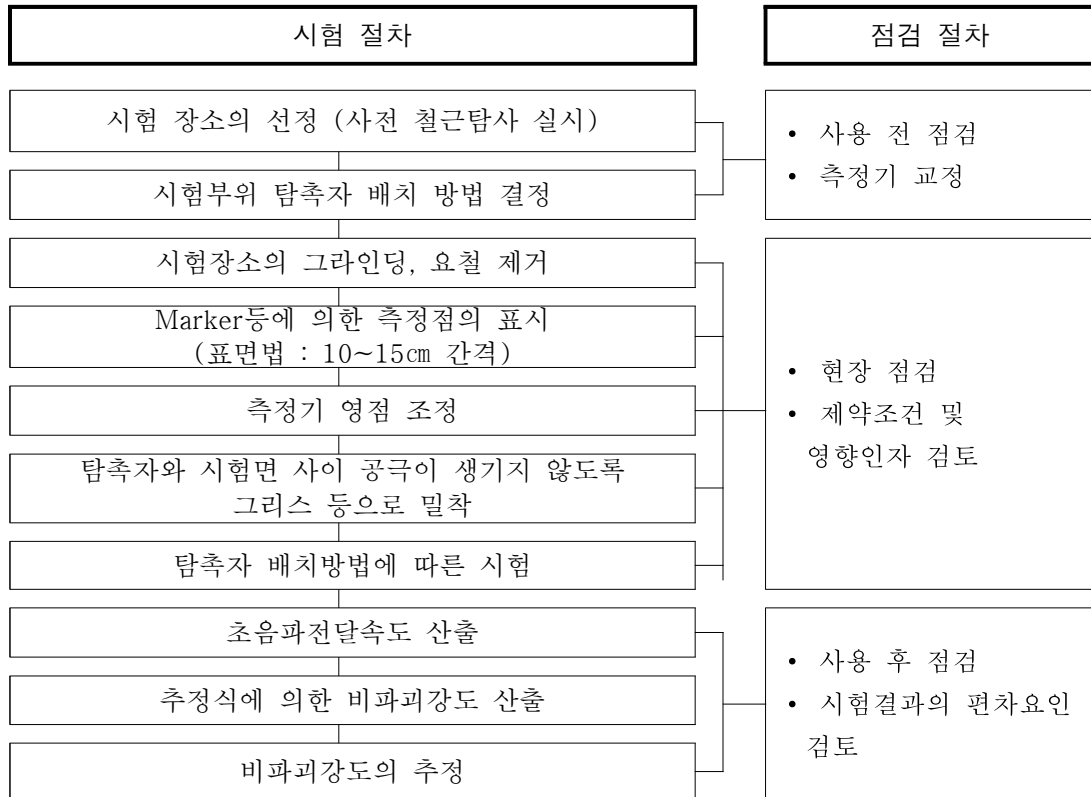 시험 절차
점검 절차
시험 장소의 선정 (사전 철근탐사 실시)
시험부위 탐촉자 배치 방법 결정
• 사용 전 점검
• 측정기 교정
시험장소의 그라인딩, 요철 제거
Marker등에 의한 측정점의 표시
(표면법 : 10~15㎝ 간격)
측정기 영점 조정
탐촉자와 시험면 사이 공극이 생기지 않도록
그리스 등으로 밀착
탐촉자 배치방법에 따른 시험
• 현장 점검
• 제약조건 및
영향인자 검토
초음파전달속도 산출
추정식에 의한 비파괴강도 산출
비파괴강도의 추정
• 사용 후 점검
• 시험결과의 편차요인
검토